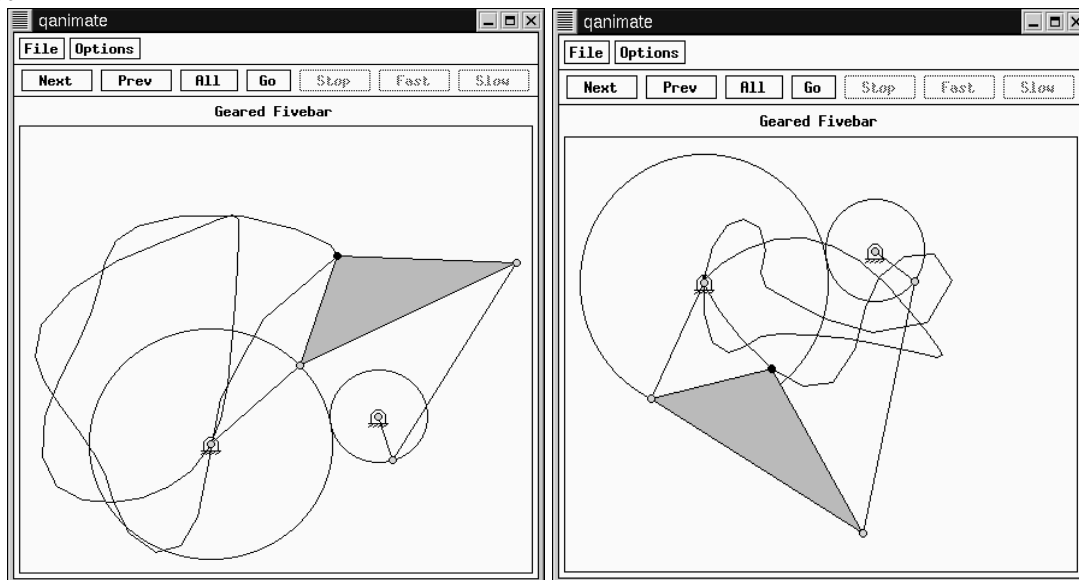 qanimate
File Options
Next Prev All Go Stop Fast Slow
Geared Fivebar
qanimate
File Options
Next Prev All Go Stop Fast Slow
Geared Fivebar